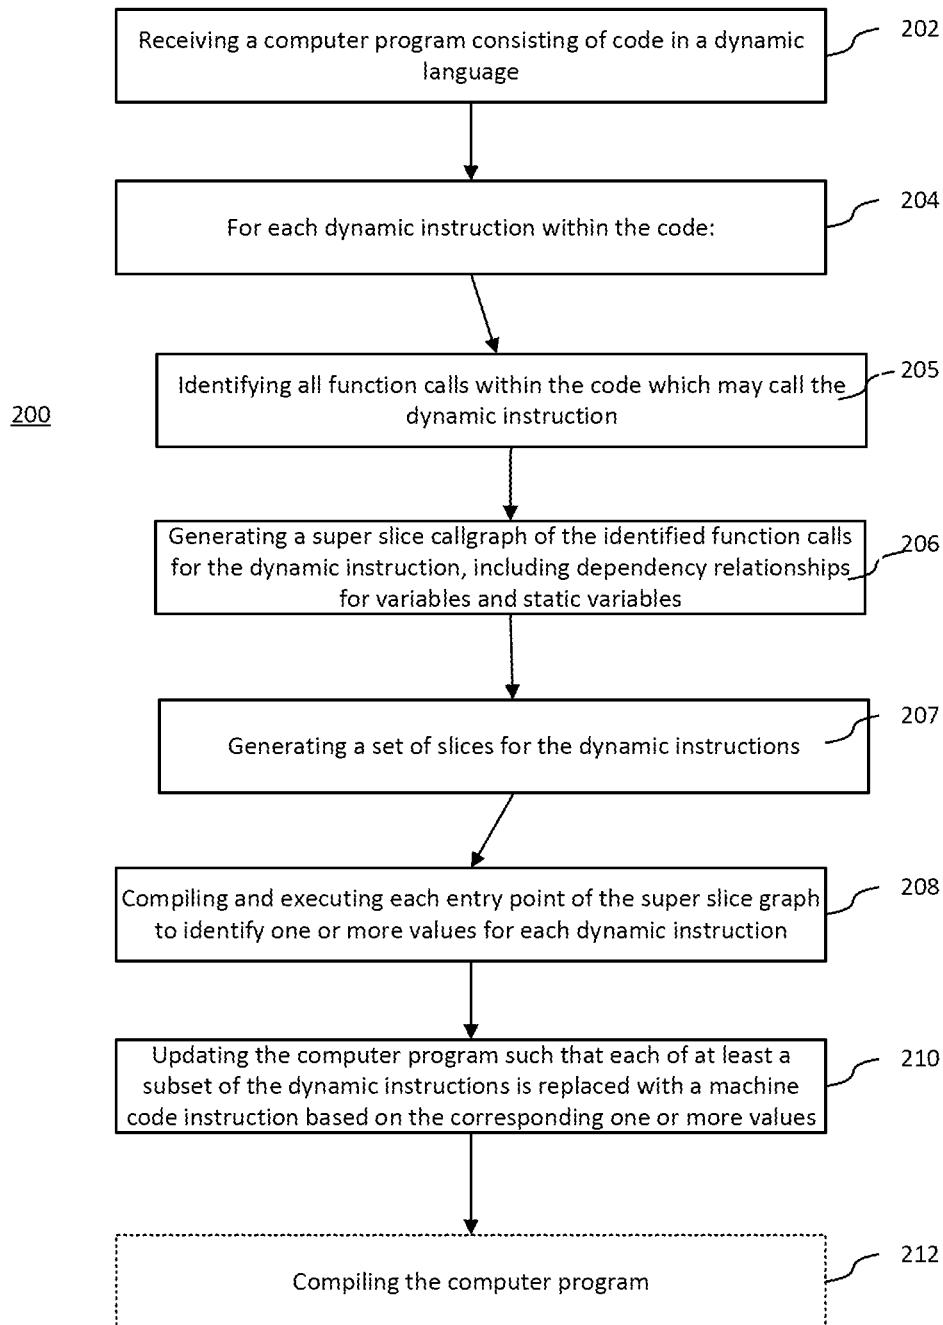 Receiving a computer program consisting of code in a dynamic
language
202
For each dynamic instruction within the code:
204
Identifying all function calls within the code which may call the
dynamic instruction
205
200
Generating a super slice callgraph of the identified function calls
for the dynamic instruction, including dependency relationships
for variables and static variables
206
Generating a set of slices for the dynamic instructions
207
Compiling and executing each entry point of the super slice graph
to identify one or more values for each dynamic instruction
208
Updating the computer program such that each of at least a
subset of the dynamic instructions is replaced with a machine
code instruction based on the corresponding one or more values
210
Compiling the computer program
212